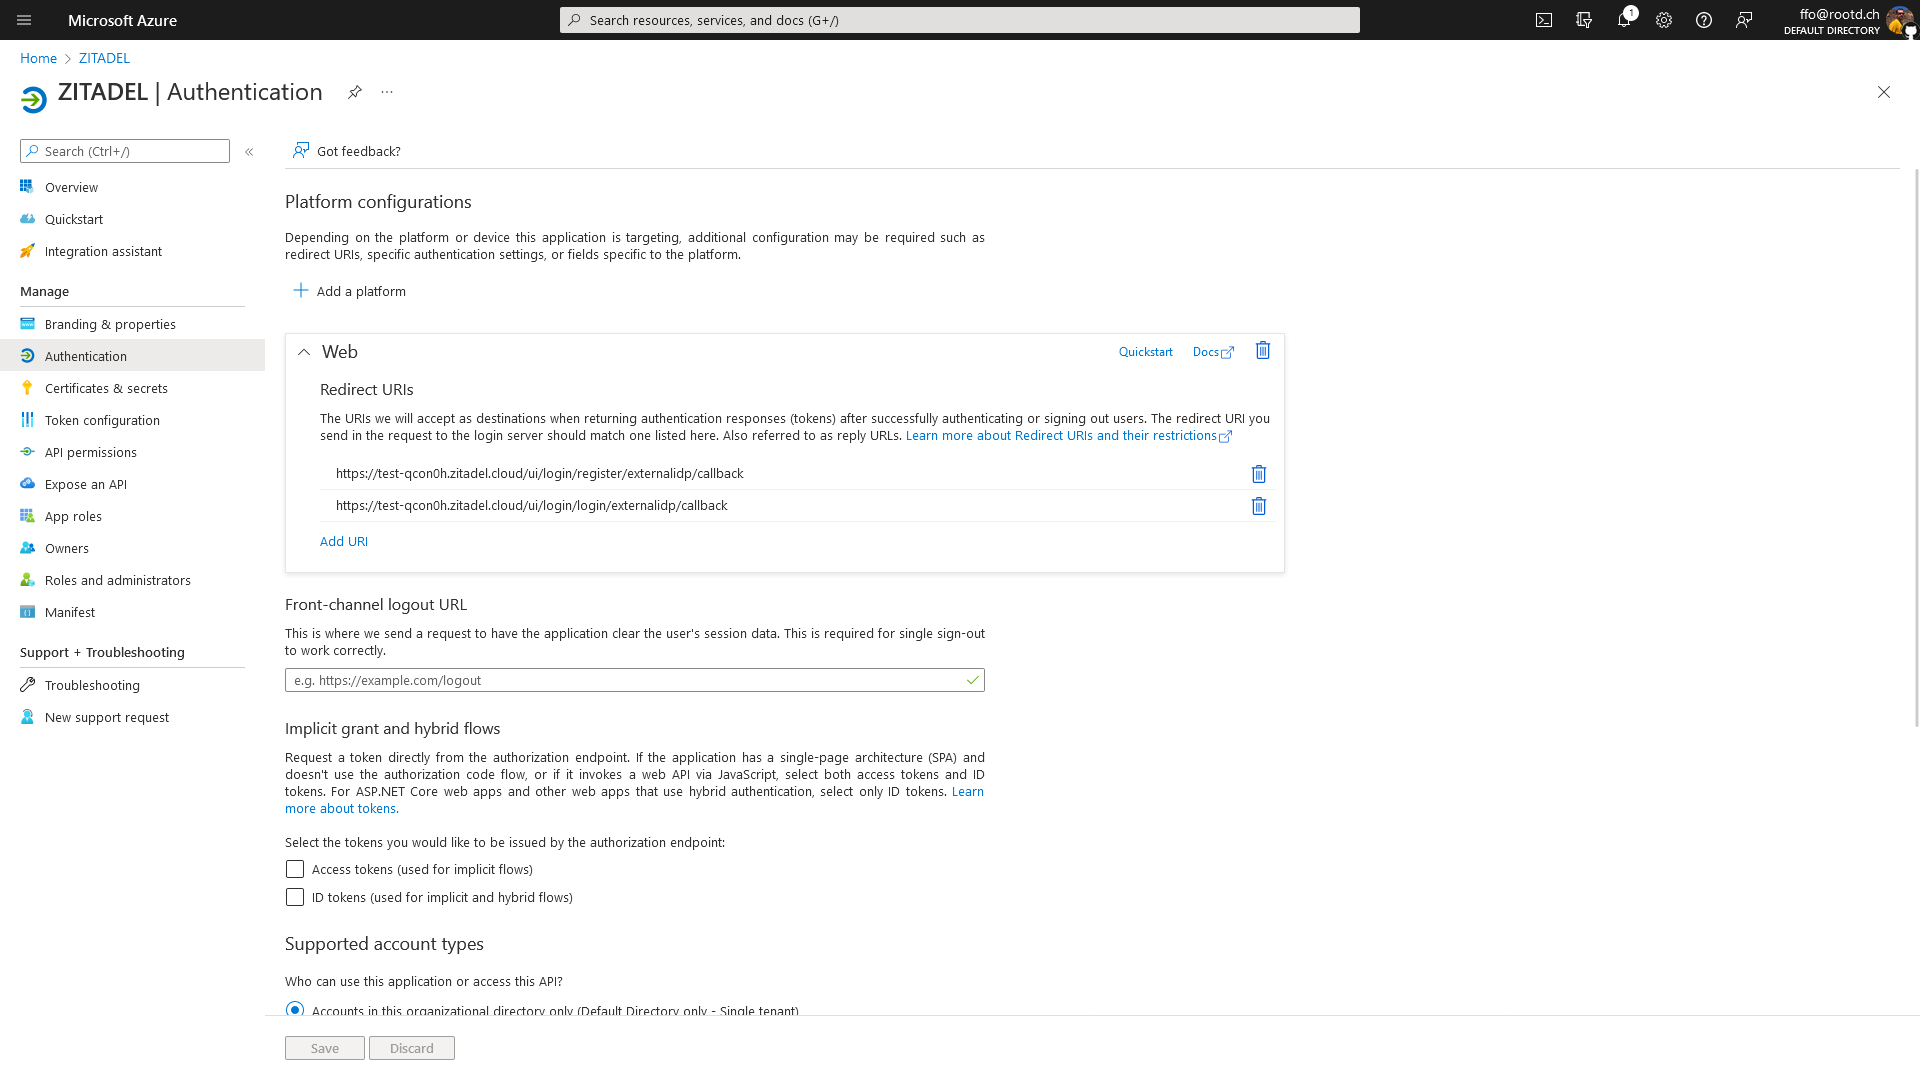 Microsoft Azure
Search resources, services, and docs (G+/)
1
ffo@rootd.ch
DEFAULT DIRECTORY
Home
ZITADEL
ZITADEL | Authentication
...
Search (Ctrl+/)
«
Overview
Quickstart
Integration assistant
Manage
Branding & properties
Authentication
Certificates & secrets
Token configuration
API permissions
Expose an API
App roles
Owners
Roles and administrators
Manifest
Support + Troubleshooting
Troubleshooting
New support request
Got feedback?
Platform configurations
Depending on the platform or device this application is targeting, additional configuration may be required such as
redirect URIs, specific authentication settings, or fields specific to the platform.
Add a platform
Web
Quickstart
Docs
Redirect URIs
The URIs we will accept as destinations when returning authentication responses (tokens) after successfully authenticating or signing out users. The redirect URI you
send in the request to the login server should match one listed here. Also referred to as reply URLs. Learn more about Redirect URIs and their restrictions
https://test-qcon0h.zitadel.cloud/ui/login/register/externalidp/callback
https://test-qcon0h.zitadel.cloud/ui/login/login/externalidp/callback
Add URI
Front-channel logout URL
This is where we send a request to have the application clear the user's session data. This is required for single sign-out
to work correctly.
e.g. https://example.com/logout
Implicit grant and hybrid flows
Request a token directly from the authorization endpoint. If the application has a single-page architecture (SPA) and
doesn't use the authorization code flow, or if it invokes a web API via JavaScript, select both access tokens and ID
tokens. For ASP.NET Core web apps and other web apps that use hybrid authentication, select only ID tokens. Learn
more about tokens.
Select the tokens you would like to be issued by the authorization endpoint:
Access tokens (used for implicit flows)
ID tokens (used for implicit and hybrid flows)
Supported account types
Who can use this application or access this API?
Accounts in this organizational directory only (Default Directory only - Single tenant)
Save
Discard